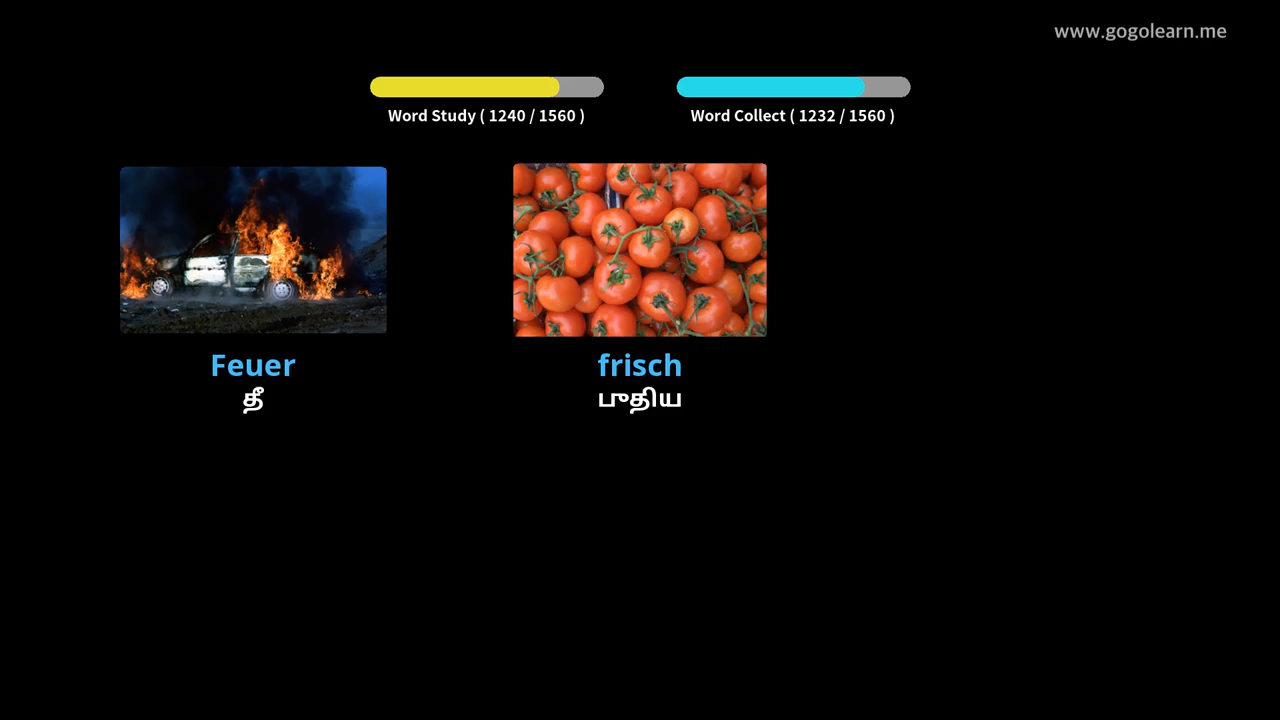 www.gogolearn.me
Word Study ( 1240 / 1560 )
Word Collect ( 1232 / 1560 )
Feuer
தீ
frisch
புதிய